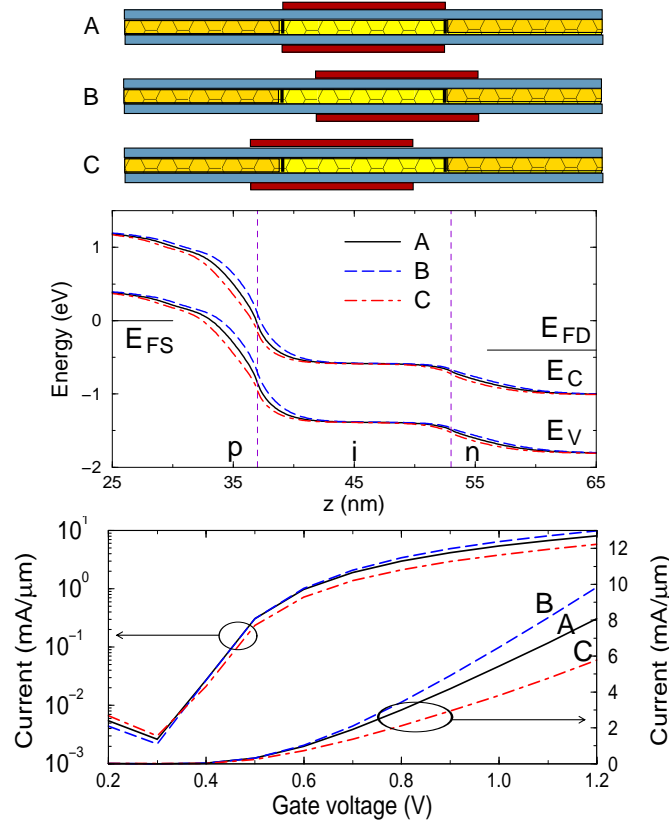 A
B
C
Energy (eV)
1
0
−1
−2
A
B
C
E_FS
E_FD
E_C
E_V
p
i
n
25
35
45
55
65
z (nm)
Current (mA/μm)
10^1
10^0
10^-1
10^-2
10^-3
B
A
C
12
10
8
6
4
2
0
Current (mA/μm)
0.2
0.4
0.6
0.8
1.0
1.2
Gate voltage (V)